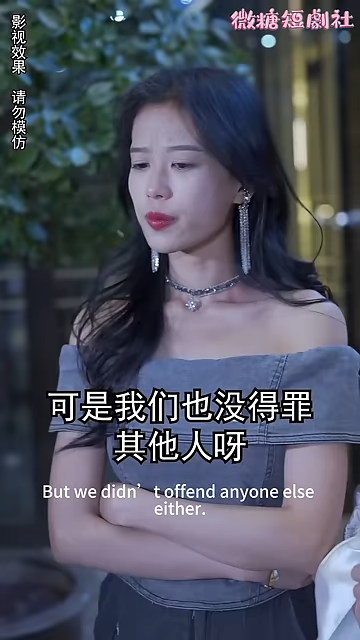 微糖短劇社
影视效果 请勿模仿
可是我们也没得罪
其他人呀
But we didn't offend anyone else
either.